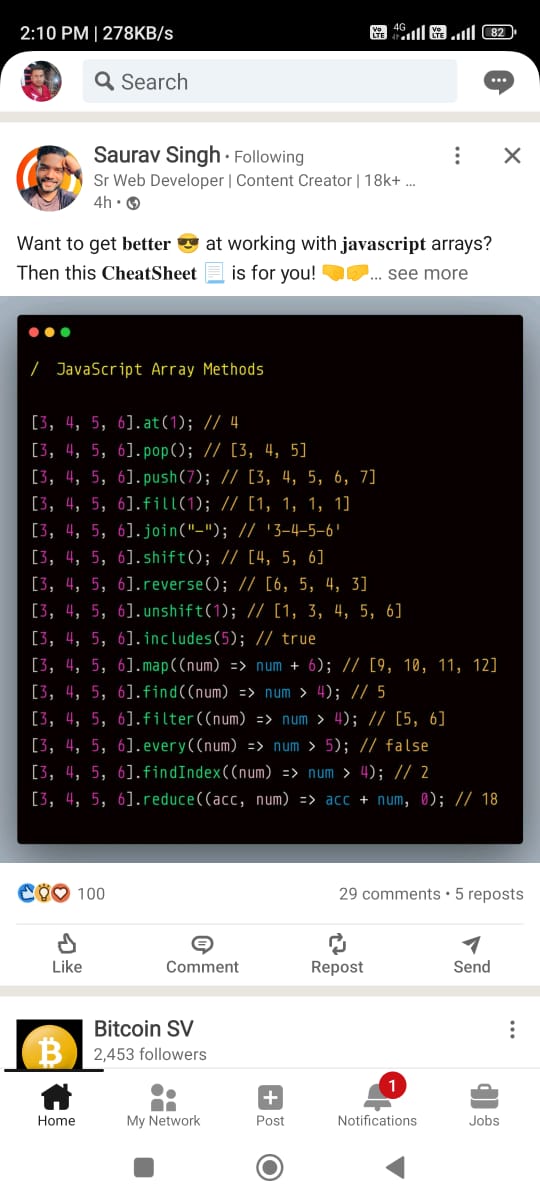 2:10 PM | 278KB/s
Vo LTE 4G Vo LTE 82
Search
Saurav Singh • Following
Sr Web Developer | Content Creator | 18k+ ...
4h •
Want to get better 😎 at working with javascript arrays?
Then this CheatSheet 📃 is for you! 🤜🤛... see more
/ JavaScript Array Methods
[3, 4, 5, 6].at(1); // 4
[3, 4, 5, 6].pop(); // [3, 4, 5]
[3, 4, 5, 6].push(7); // [3, 4, 5, 6, 7]
[3, 4, 5, 6].fill(1); // [1, 1, 1, 1]
[3, 4, 5, 6].join("-"); // '3-4-5-6'
[3, 4, 5, 6].shift(); // [4, 5, 6]
[3, 4, 5, 6].reverse(); // [6, 5, 4, 3]
[3, 4, 5, 6].unshift(1); // [1, 3, 4, 5, 6]
[3, 4, 5, 6].includes(5); // true
[3, 4, 5, 6].map((num) => num + 6); // [9, 10, 11, 12]
[3, 4, 5, 6].find((num) => num > 4); // 5
[3, 4, 5, 6].filter((num) => num > 4); // [5, 6]
[3, 4, 5, 6].every((num) => num > 5); // false
[3, 4, 5, 6].findIndex((num) => num > 4); // 2
[3, 4, 5, 6].reduce((acc, num) => acc + num, 0); // 18
100
29 comments • 5 reposts
Like Comment Repost Send
Bitcoin SV
2,453 followers
1
Home My Network Post Notifications Jobs